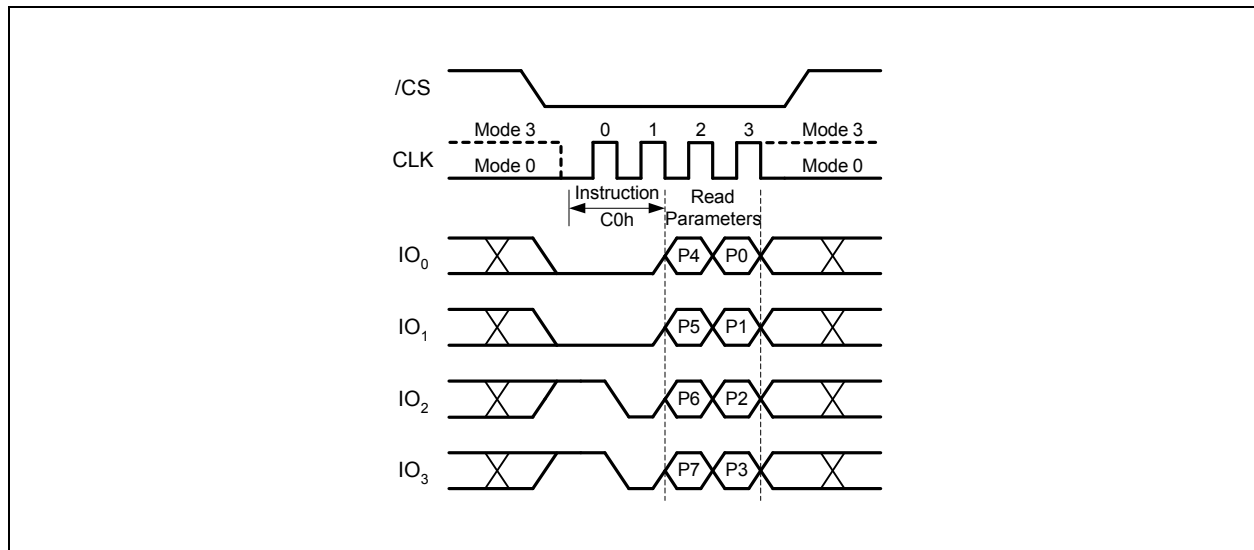 /CS
Mode 3 0 1 2 3 Mode 3
CLK
Mode 0 Mode 0
Instruction Read
C0h Parameters
IO0 P4 P0
IO1 P5 P1
IO2 P6 P2
IO3 P7 P3